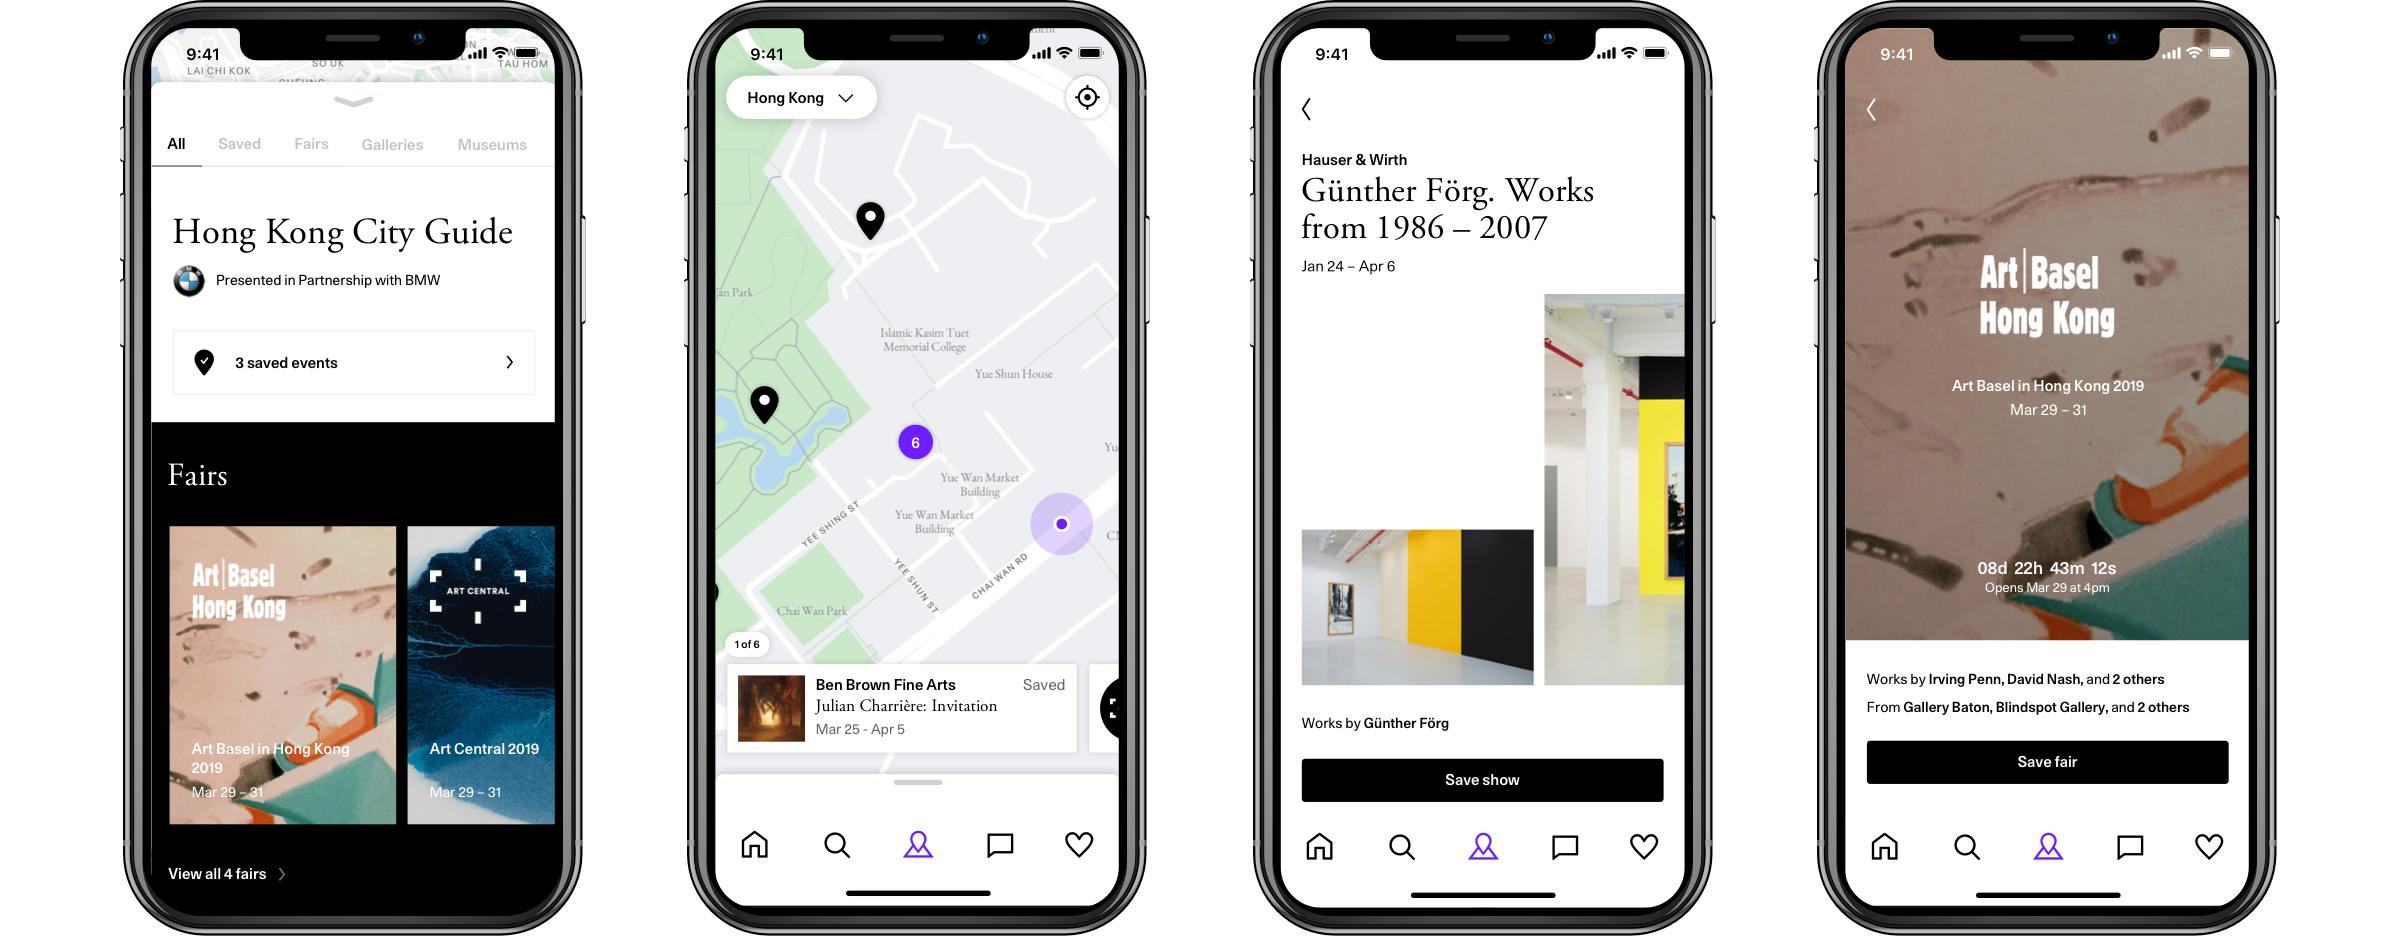 9:41
LAI CHI KOK
SO UK
TAU HOM
All
Saved
Fairs
Galleries
Museums
Hong Kong City Guide
Presented in Partnership with BMW
3 saved events
Fairs
Art Basel
Hong Kong
Art Basel in Hong Kong
2019
Mar 29 – 31
ART CENTRAL
Art Central 2019
Mar 29 – 31
View all 4 fairs
9:41
Hong Kong
Islamic Kasim Tuet
Memorial College
Yue Shun House
6
Yue Wan Market
Building
Yue Wan Market
Building
YEE SHING ST
YEE SHUN ST
CHAI WAN RD
Chai Wan Park
1 of 6
Ben Brown Fine Arts
Saved
Julian Charrière: Invitation
Mar 25 - Apr 5
9:41
Hauser & Wirth
Günther Förg. Works
from 1986 – 2007
Jan 24 – Apr 6
Works by Günther Förg
Save show
9:41
Art Basel
Hong Kong
Art Basel in Hong Kong 2019
Mar 29 – 31
08d 22h 43m 12s
Opens Mar 29 at 4pm
Works by Irving Penn, David Nash, and 2 others
From Gallery Baton, Blindspot Gallery, and 2 others
Save fair